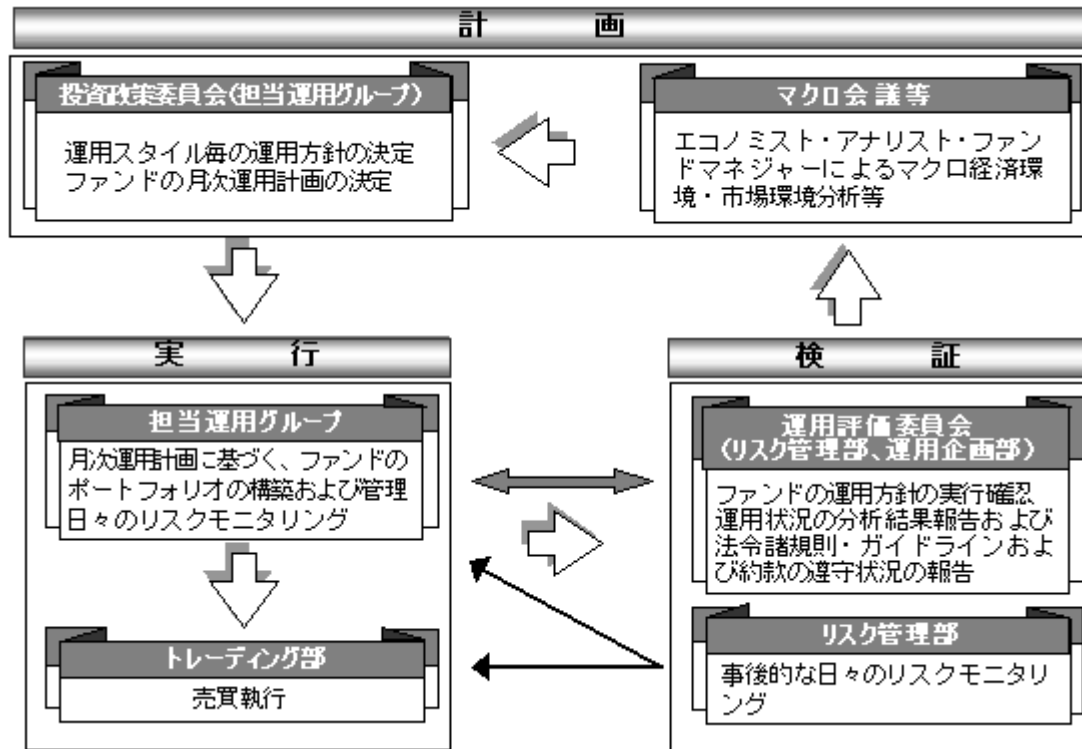 計画
投資政策委員会(担当運用グループ)
運用スタイル毎の運用方針の決定
ファンドの月次運用計画の決定
マクロ会議等
エコノミスト・アナリスト・ファン
ドマネジャーによるマクロ経済環
境・市場環境分析等
実行
担当運用グループ
月次運用計画に基づく、ファンドの
ポートフォリオの構築および管理
日々のリスクモニタリング
トレーディング部
売買執行
検証
運用評価委員会
(リスク管理部、運用企画部)
ファンドの運用方針の実行確認
運用状況の分析結果報告および
法令諸規則・ガイドラインおよ
び約款の遵守状況の報告
リスク管理部
事後的な日々のリスクモニタリ
ング